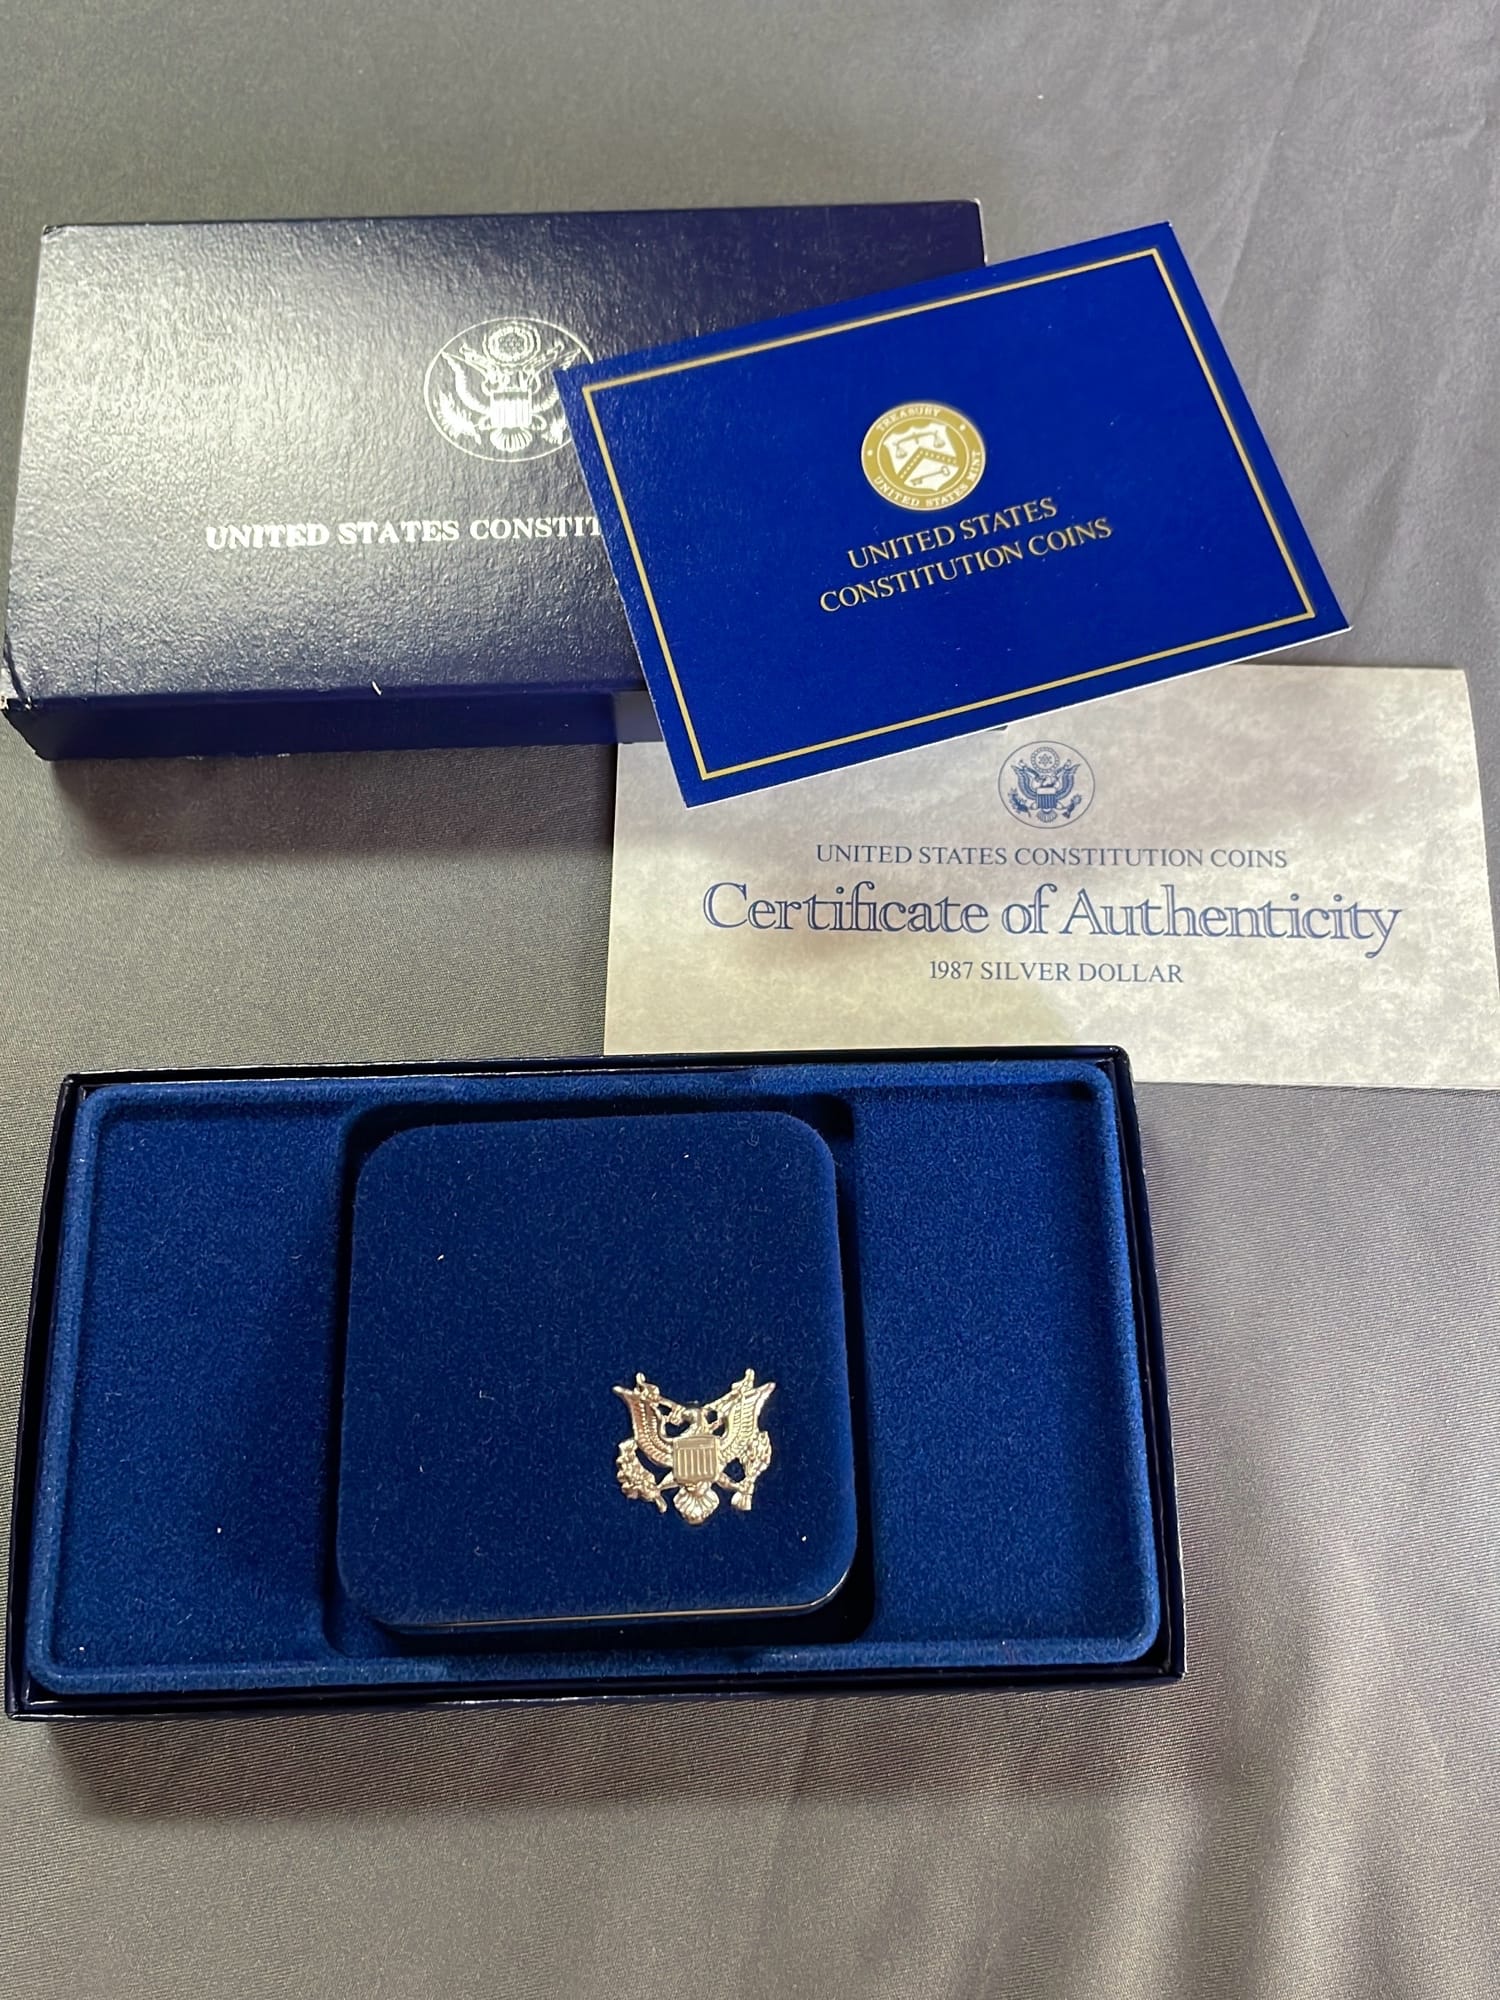 UNITED STATES CONSTIT
TREASURY
UNITED STATES MINT
UNITED STATES
CONSTITUTION COINS
UNITED STATES CONSTITUTION COINS
Certificate of Authenticity
1987 SILVER DOLLAR